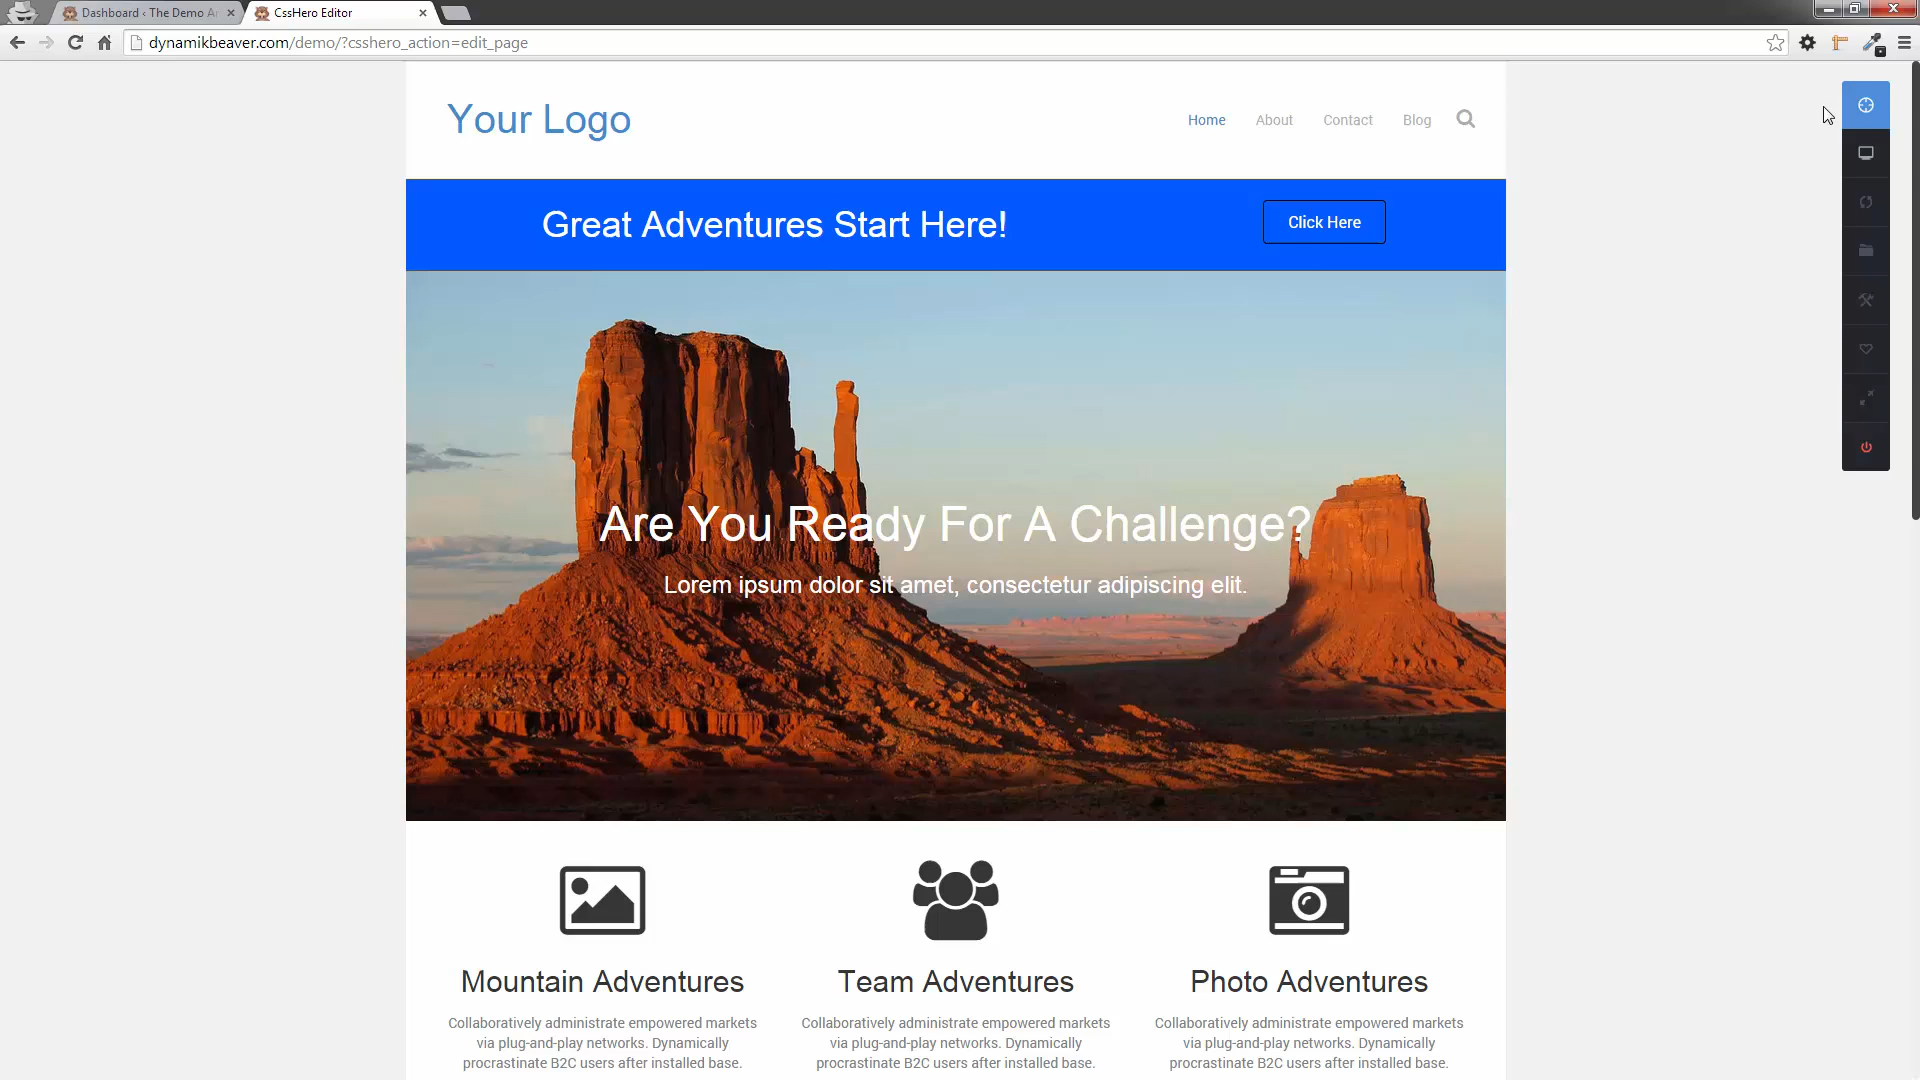 Dashboard ‹ The Demo A
CssHero Editor
dynamikbeaver.com/demo/?csshero_action=edit_page
Your Logo
Home About Contact Blog
Great Adventures Start Here!
Click Here
Are You Ready For A Challenge?
Lorem ipsum dolor sit amet, consectetur adipiscing elit.
Mountain Adventures
Collaboratively administrate empowered markets
via plug-and-play networks. Dynamically
procrastinate B2C users after installed base.
Team Adventures
Collaboratively administrate empowered markets
via plug-and-play networks. Dynamically
procrastinate B2C users after installed base.
Photo Adventures
Collaboratively administrate empowered markets
via plug-and-play networks. Dynamically
procrastinate B2C users after installed base.